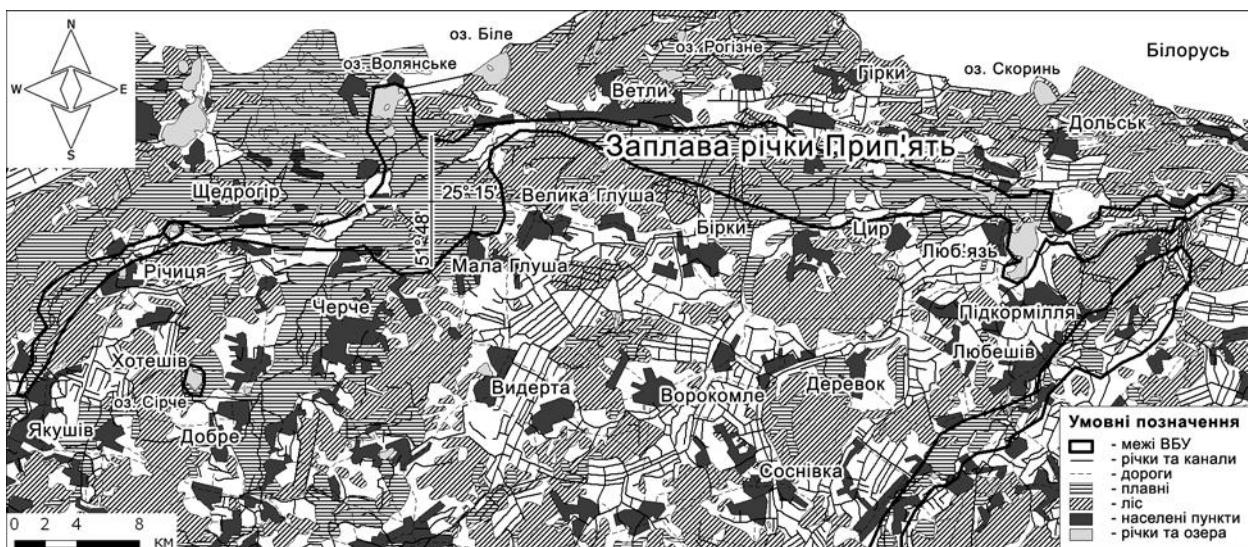 N
W
E
S
оз. Біле
оз. Рогізне
Білорусь
оз. Волянське
Гірки
оз. Скоринь
Ветли
Дольськ
Заплава річки Прип'ять
Щедрогір
25°-15'
Велика Глуша
5 1°-48'
Бірки
Цир
Люб'язь
Річиця
Мала Глуша
Черче
Підкормілля
Хотешів
Любешів
Видерта
Ворокомле
Деревок
оз. Сірче
Якушів
Добре
Соснівка
Умовні позначення
- межі ВБУ
- річки та канали
- дороги
- плавні
- ліс
- населені пункти
- річки та озера
0 2 4 8
км